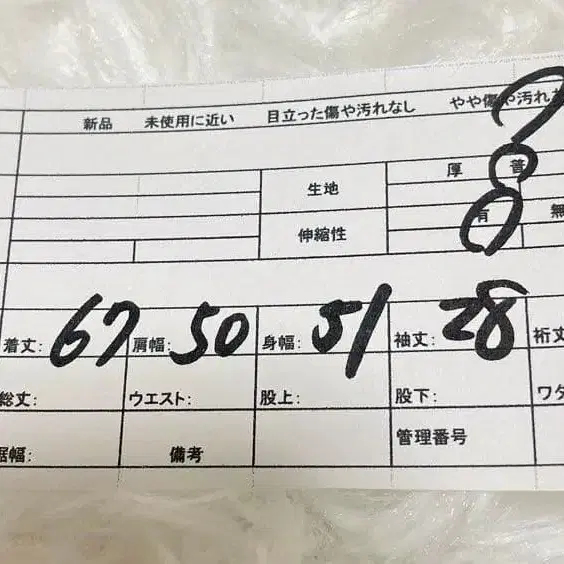 新品 未使用に近い 目立った傷や汚れなし やや傷や汚れ
生地 厚 普
伸縮性 有 無
着丈: 67 肩幅: 50 身幅: 51 袖丈: 28 裄丈
総丈: ウエスト: 股上: 股下: ワタ
裾幅: 備考 管理番号